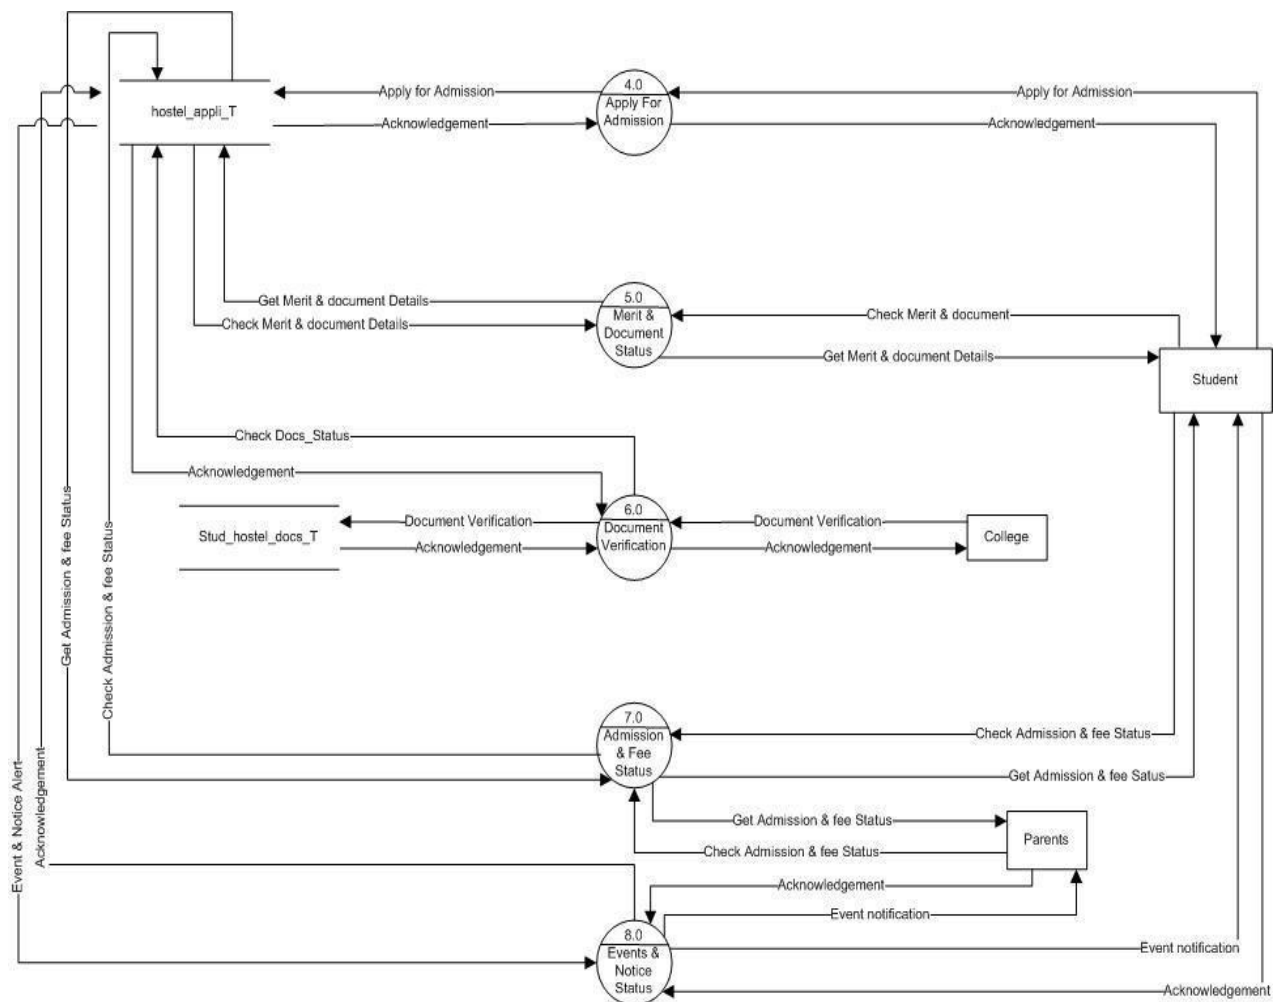 4.0
Apply For
Admission
Apply for Admission
Apply for Admission
hostel_appli_T
Acknowledgement
Acknowledgement
5.0
Merit &
Document
Status
Get Merit & document Details
Check Merit & document
Check Merit & document Details
Get Merit & document Details
Student
Check Docs_Status
Acknowledgement
6.0
Document
Verification
Document Verification
Document Verification
Stud_hostel_docs_T
College
Acknowledgement
Acknowledgement
Get Admission & fee Status
Check Admission & fee Status
7.0
Admission
& Fee
Status
Check Admission & fee Status
Get Admission & fee Satus
Event & Notice Alert
Acknowledgement
Get Admission & fee Status
Parents
Check Admission & fee Status
Acknowledgement
Event notification
8.0
Events &
Notice
Status
Event notification
Acknowledgement